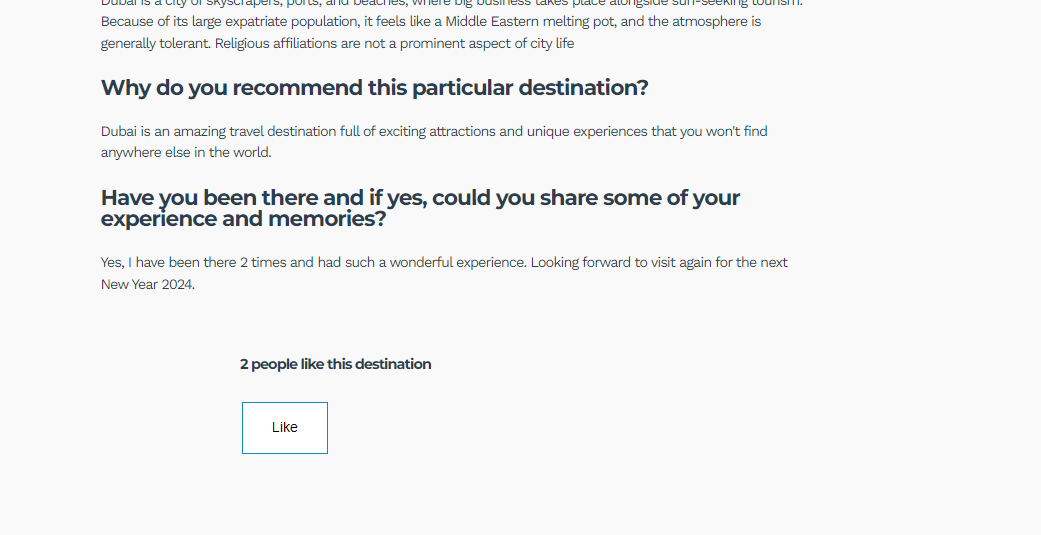 Dubai is a city of skyscrapers, ports, and beaches, where big business takes place alongside sun-seeking tourism.
Because of its large expatriate population, it feels like a Middle Eastern melting pot, and the atmosphere is
generally tolerant. Religious affiliations are not a prominent aspect of city life
Why do you recommend this particular destination?
Dubai is an amazing travel destination full of exciting attractions and unique experiences that you won't find
anywhere else in the world.
Have you been there and if yes, could you share some of your
experience and memories?
Yes, I have been there 2 times and had such a wonderful experience. Looking forward to visit again for the next
New Year 2024.
2 people like this destination
Like